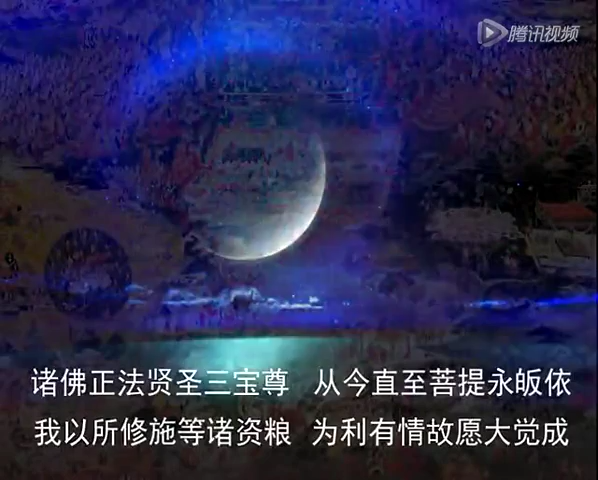 腾讯视频
诸佛正法贤圣三宝尊 从今直至菩提永皈依
我以所修施等诸资粮 为利有情故愿大觉成